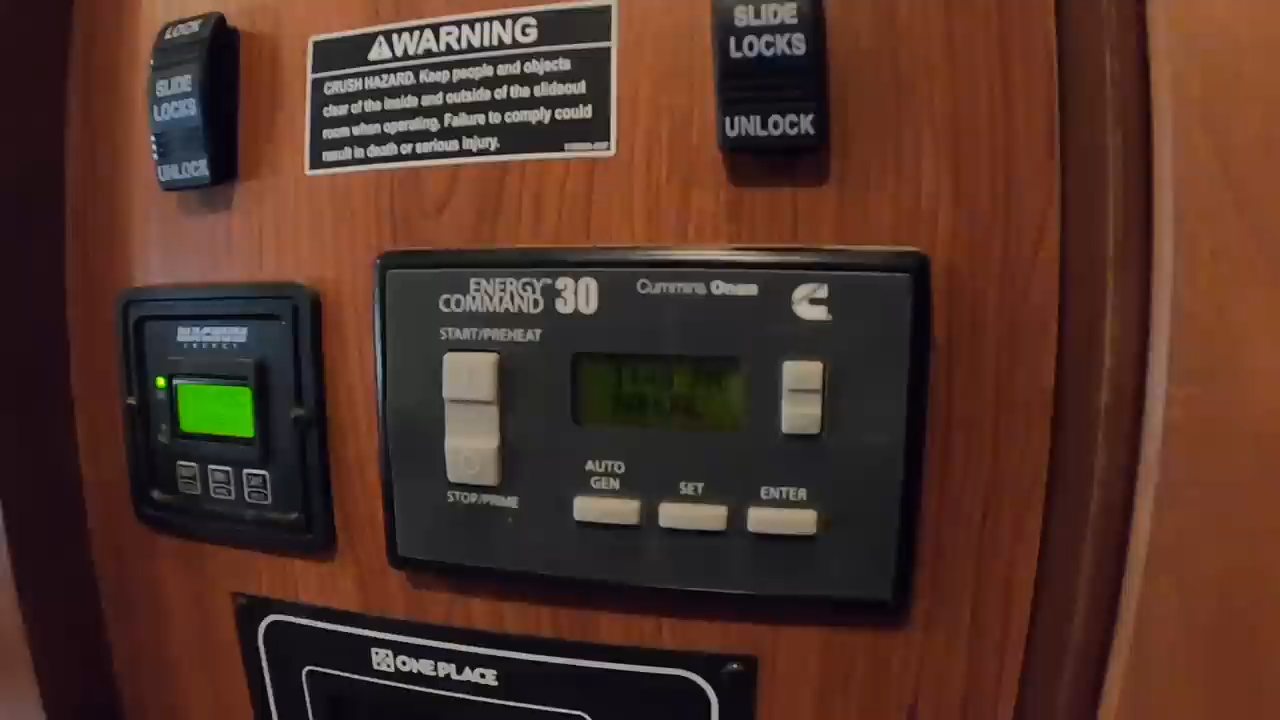 LOCK
SLIDE
LOCKS
UNLOCK
WARNING
CRUSH HAZARD. Keep people and objects
clear of the inside and outside of the slideout
room when operating. Failure to comply could
result in death or serious injury.
SLIDE
LOCKS
UNLOCK
ENERGY™
COMMAND 30
Cummins Onan
START/PREHEAT
STOP/PRIME
AUTO
GEN
SET
ENTER
ENERGY
ONE PLACE